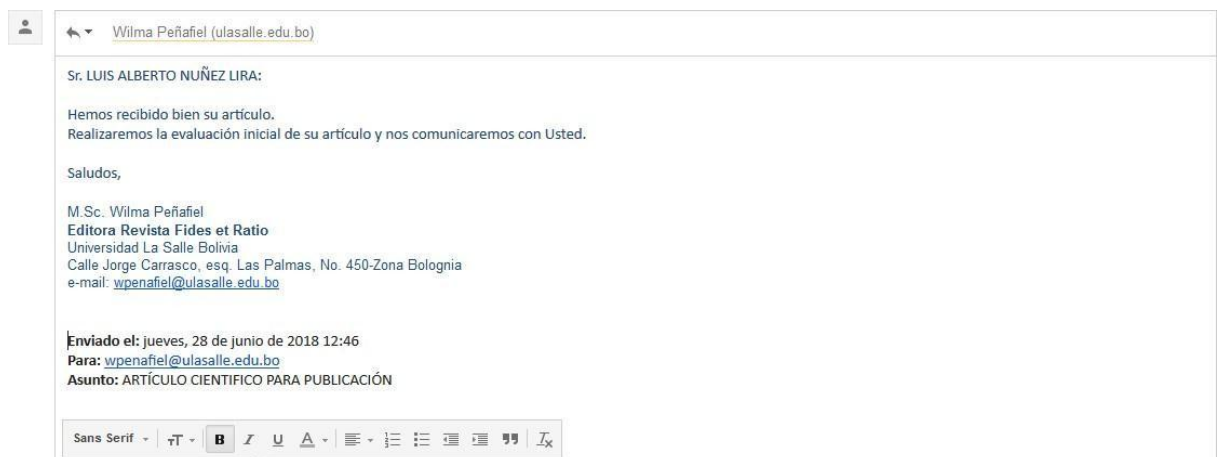 Wilma Peñafiel (ulasalle.edu.bo)
Sr. LUIS ALBERTO NUÑEZ LIRA:
Hemos recibido bien su artículo.
Realizaremos la evaluación inicial de su artículo y nos comunicaremos con Usted.
Saludos,
M.Sc. Wilma Peñafiel
Editora Revista Fides et Ratio
Universidad La Salle Bolivia
Calle Jorge Carrasco, esq. Las Palmas, No. 450-Zona Bolognia
e-mail: wpenafiel@ulasalle.edu.bo
Enviado el: jueves, 28 de junio de 2018 12:46
Para: wpenafiel@ulasalle.edu.bo
Asunto: ARTÍCULO CIENTIFICO PARA PUBLICACIÓN
Sans Serif TT B I U A Tx